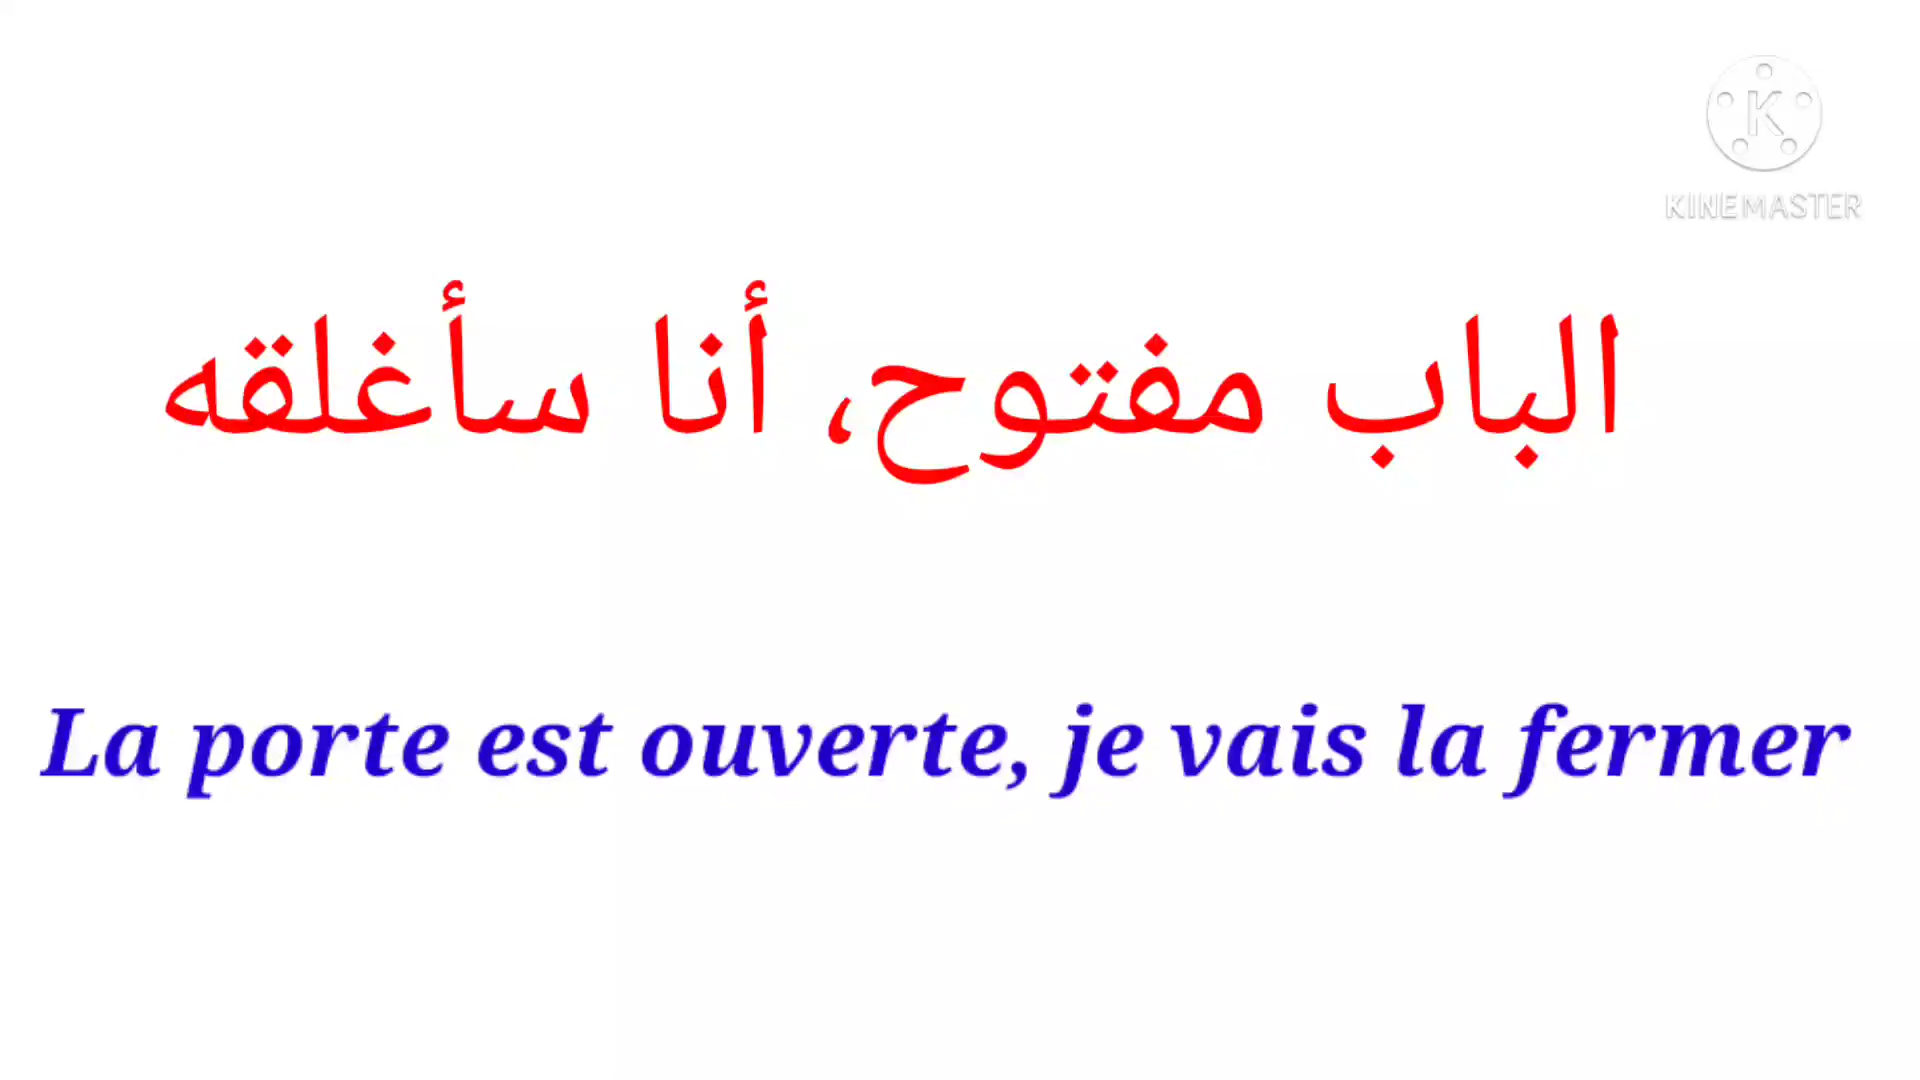 K
KINEMASTER
الباب مفتوح، أنا سأغلقه
La porte est ouverte, je vais la fermer